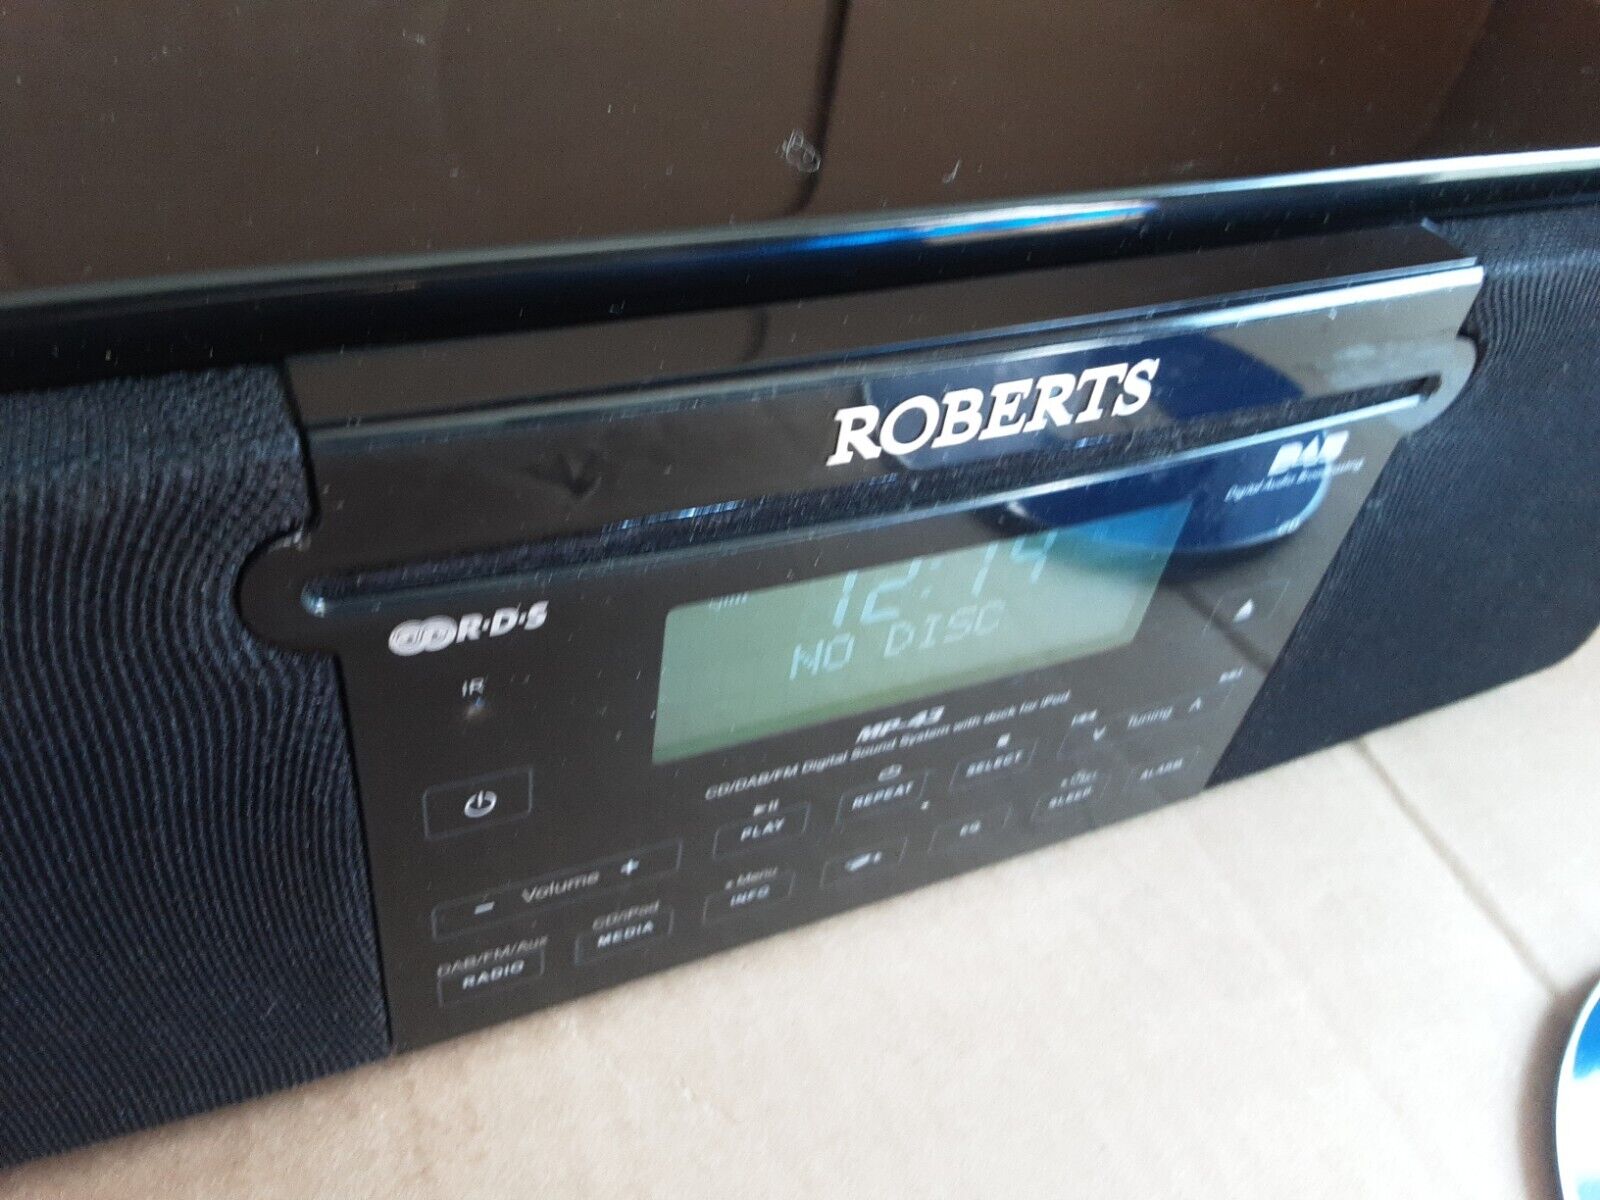 ROBERTS
DAB
Digital Audio Broadcasting
R·D·S
12:14
NO DISC
IR
MP-43
CD/DAB/FM Digital Sound System with dock for iPod
Tuning
PLAY
REPEAT
SELECT
SLEEP
ALARM
- Volume +
Menu
INFO
EQ
CD/iPod
MEDIA
DAB/FM/Aux
RADIO